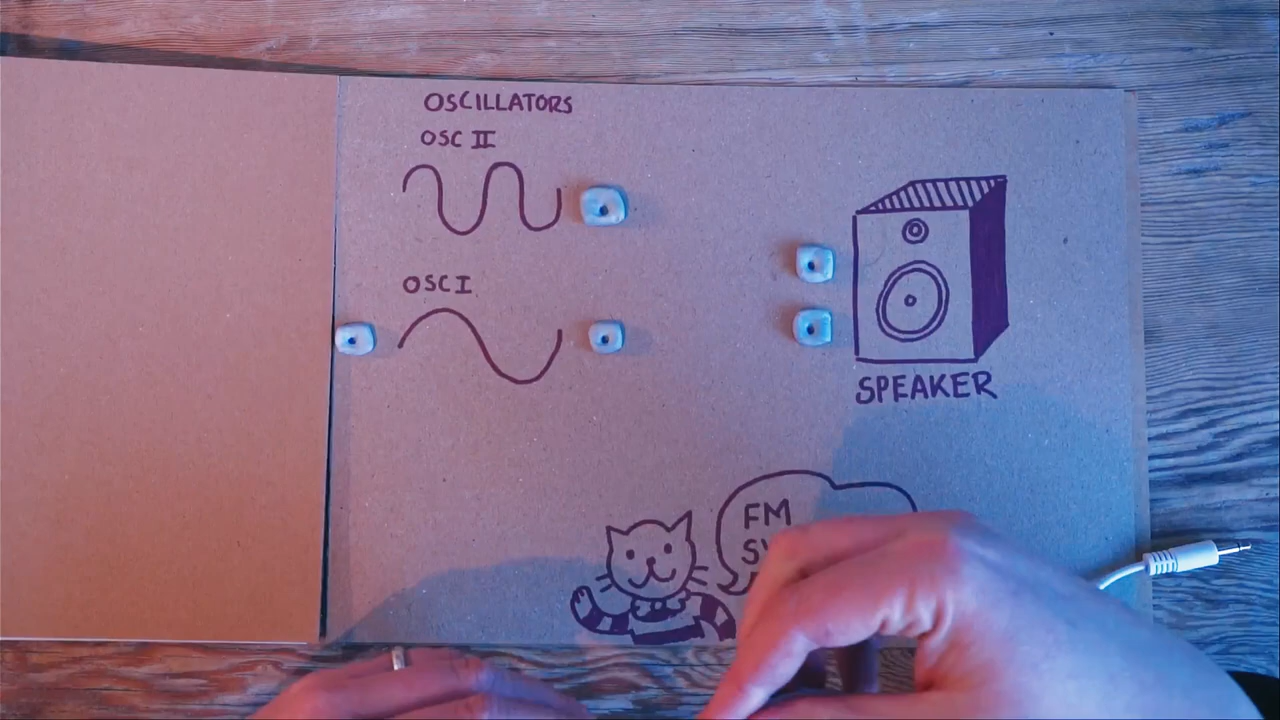 OSCILLATORS
OSC II
OSC I
SPEAKER
FM